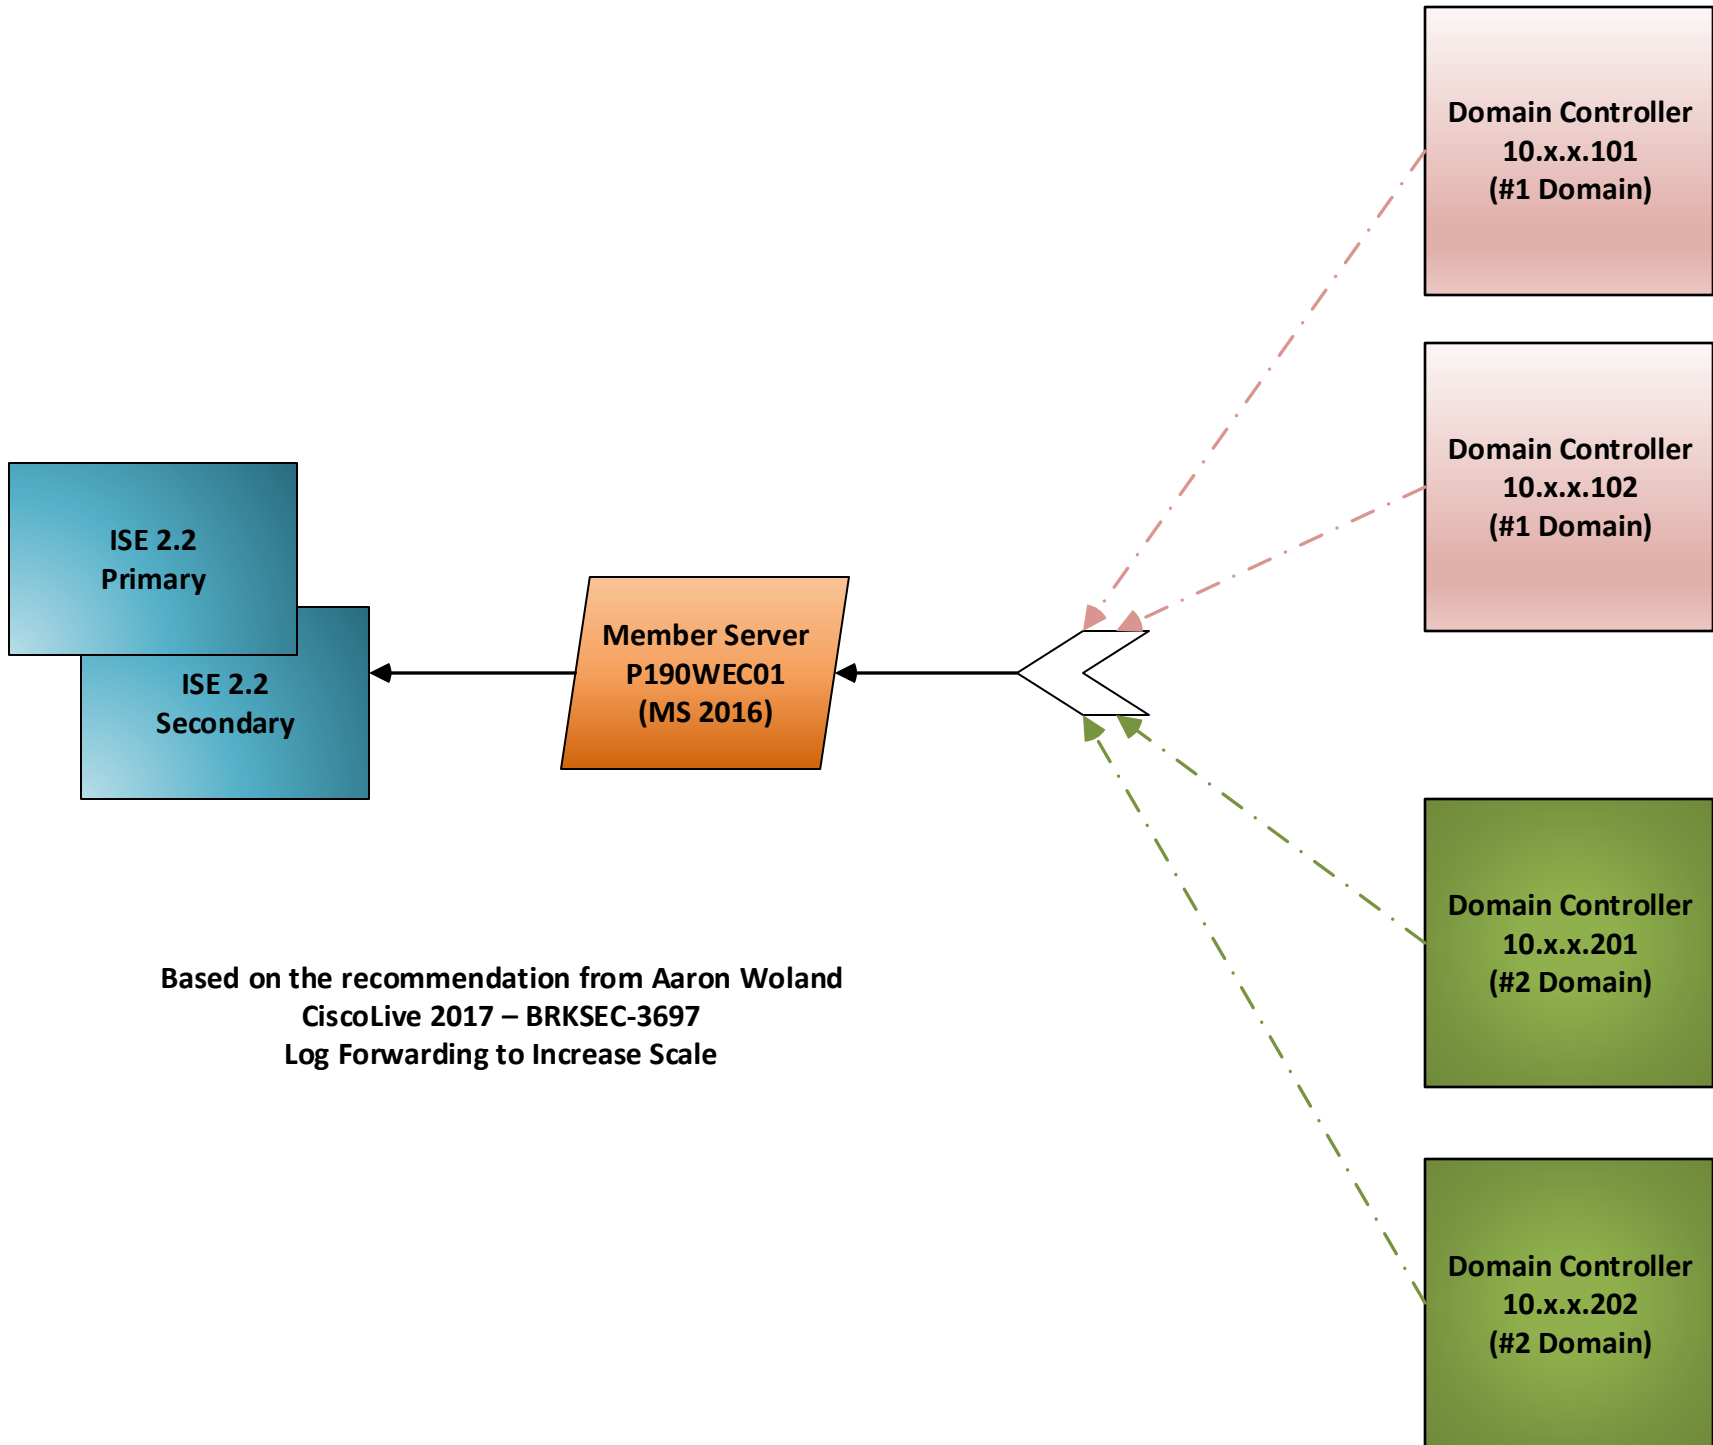 Domain Controller
10.x.x.101
(#1 Domain)
Domain Controller
10.x.x.102
(#1 Domain)
ISE 2.2
Primary
ISE 2.2
Secondary
Member Server
P190WEC01
(MS 2016)
Domain Controller
10.x.x.201
(#2 Domain)
Based on the recommendation from Aaron Woland
CiscoLive 2017 – BRKSEC-3697
Log Forwarding to Increase Scale
Domain Controller
10.x.x.202
(#2 Domain)